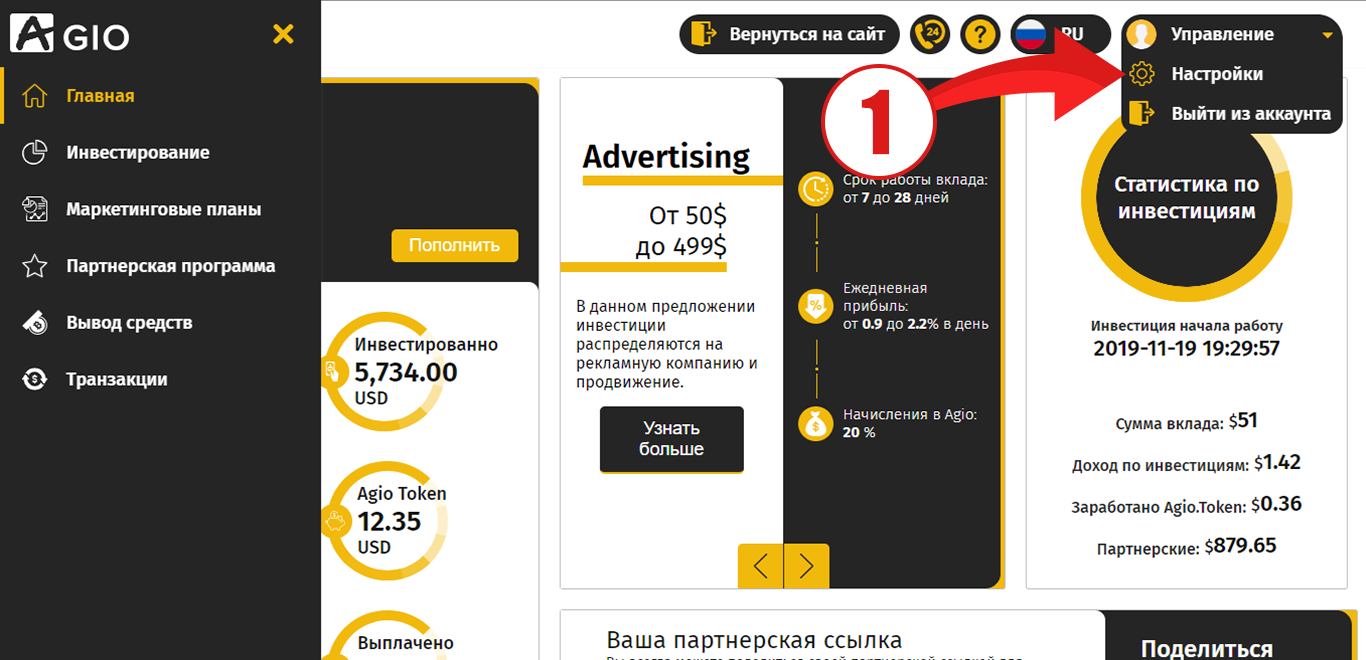 AGIO
Главная
Инвестирование
Маркетинговые планы
Партнерская программа
Вывод средств
Транзакции
Вернуться на сайт
24
?
RU
Управление
Настройки
Выйти из аккаунта
1
Пополнить
Инвестированно
5,734.00
USD
Agio Token
12.35
USD
Выплачено
Advertising
От 50$
до 499$
В данном предложении
инвестиции
распределяются на
рекламную компанию и
продвижение.
Узнать
больше
Срок работы вклада:
от 7 до 28 дней
Ежедневная
прибыль:
от 0.9 до 2.2% в день
Начисления в Agio:
20 %
Статистика по
инвестициям
Инвестиция начала работу
2019-11-19 19:29:57
Сумма вклада: $51
Доход по инвестициям: $1.42
Заработано Agio.Token: $0.36
Партнерские: $879.65
Ваша партнерская ссылка
Поделиться